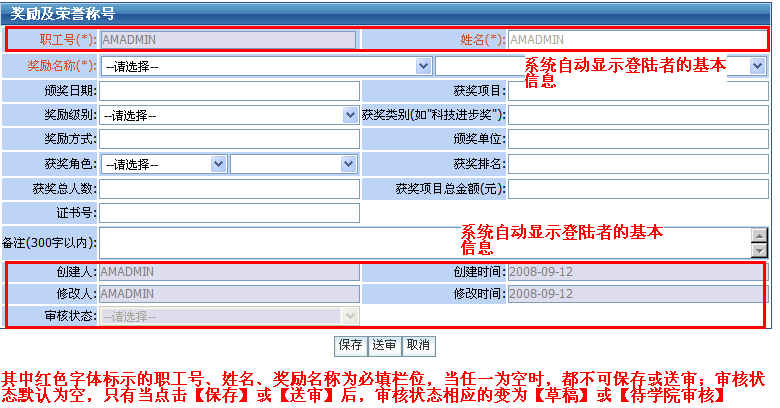 奖励及荣誉称号
职工号(*): AMADMIN 姓名(*): AMADMIN
奖励名称(*): --请选择--
系统自动显示登陆者的基本
信息
颁奖日期: 获奖项目:
奖励级别: --请选择-- 获奖类别(如"科技进步奖"):
奖励方式: 颁奖单位:
获奖角色: --请选择-- 获奖排名:
获奖总人数: 获奖项目总金额(元):
证书号:
备注(300字以内):
系统自动显示登陆者的基本
信息
创建人: AMADMIN 创建时间: 2008-09-12
修改人: AMADMIN 修改时间: 2008-09-12
审核状态: --请选择--
保存 送审 取消
其中红色字体标示的职工号、姓名、奖励名称为必填栏位，当任一为空时，都不可保存或送审；审核状
态默认为空，只有当点击【保存】或【送审】后，审核状态相应的变为【草稿】或【待学院审核】